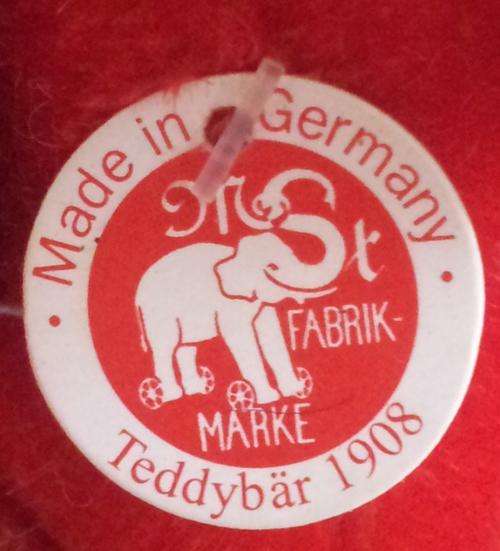 Made in Germany
MSt
FABRIK-
MARKE
Teddybär 1908